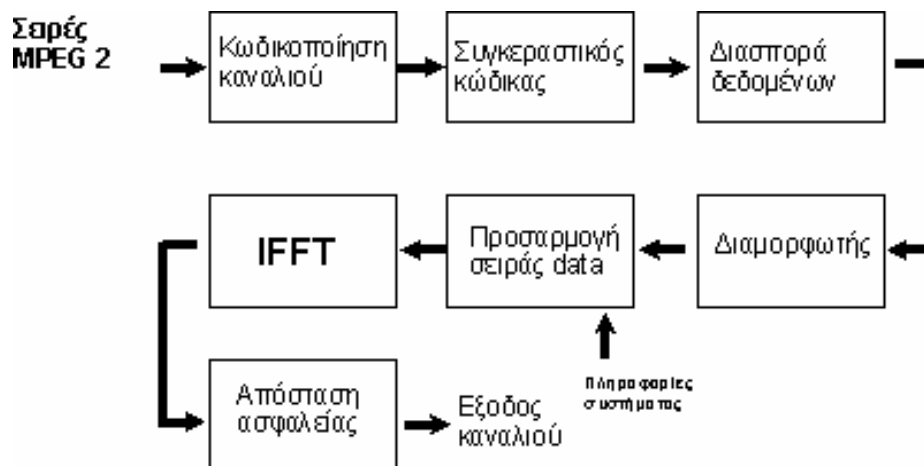 Σειρές
MPEG 2
Κωδικοποίηση
καναλιού
Συγκεραστικός
κώδικας
Διασπορά
δεδομένων
IFFT
Προσαρμογή
σειράς data
Διαμορφωτής
Απόσταση
ασφαλείας
Εξοδος
καναλιού
Πληροφορίες
συστήματος